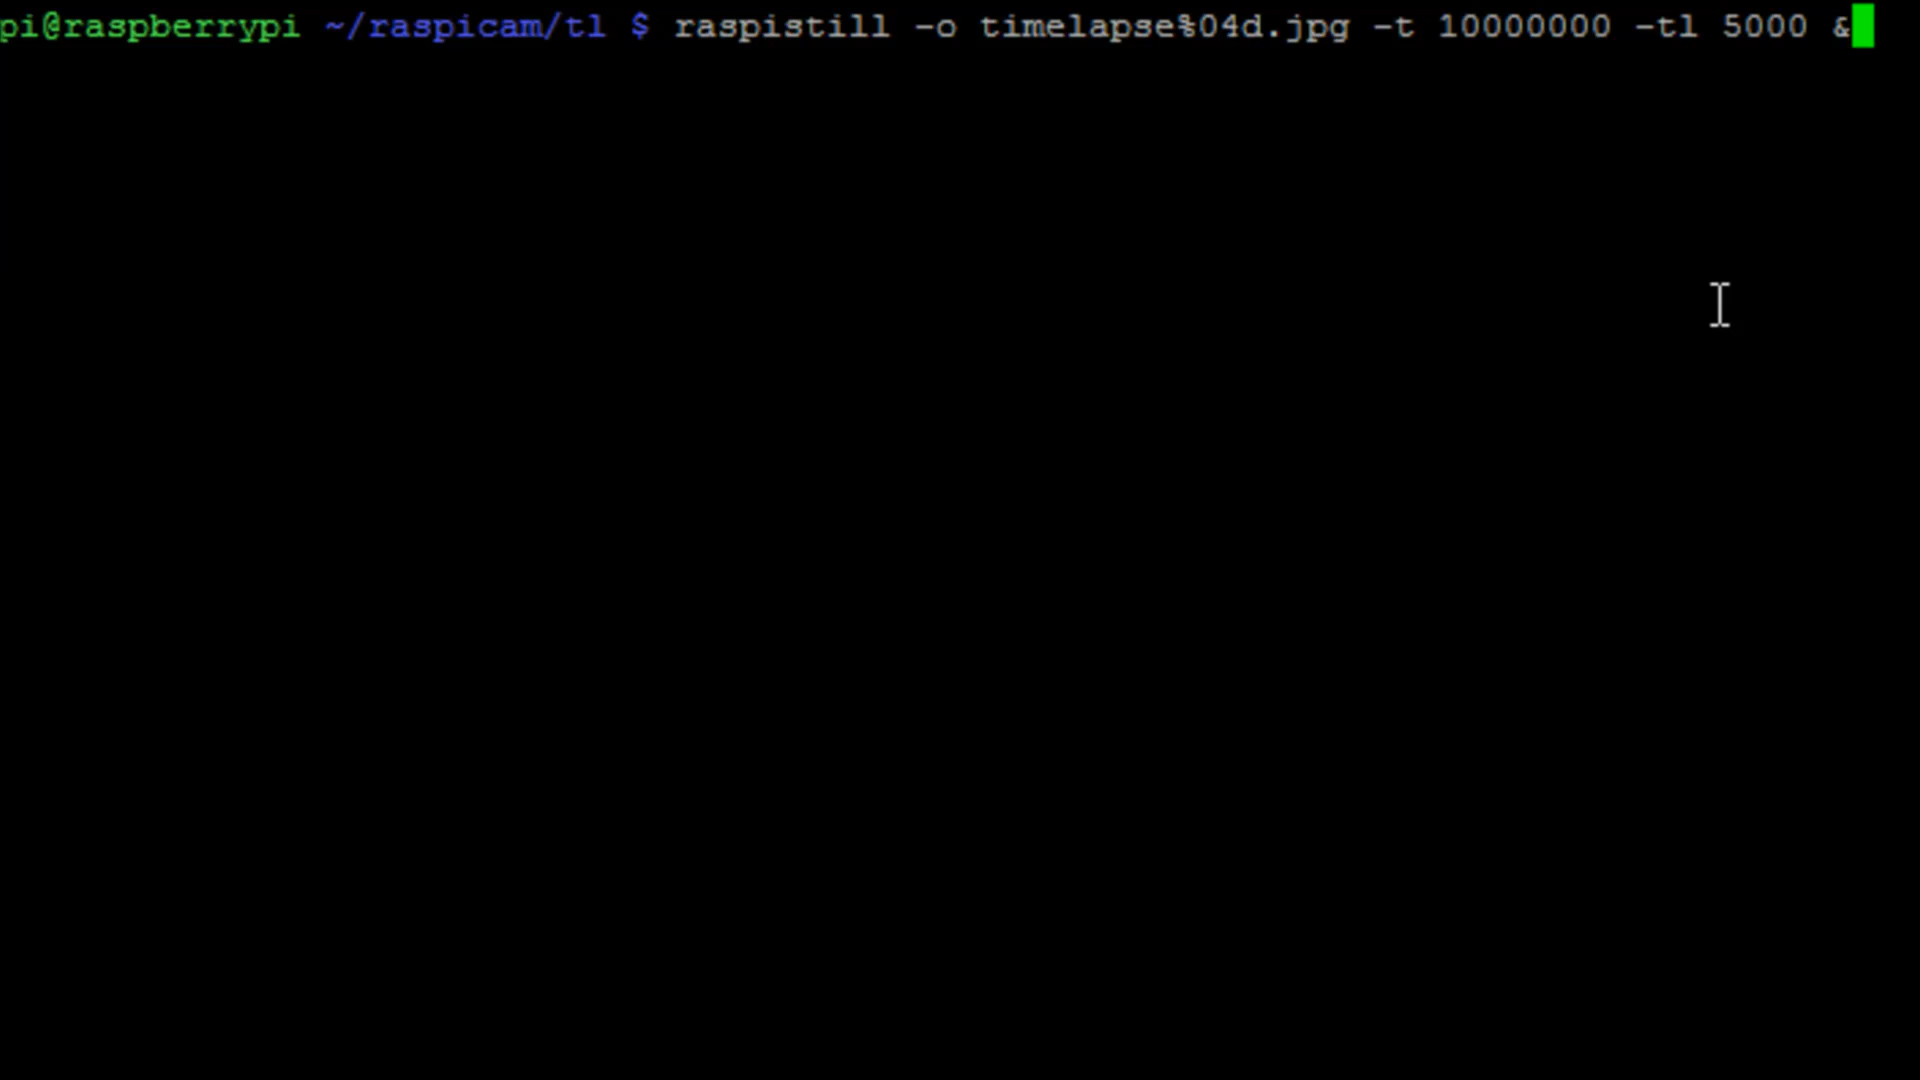 pi@raspberrypi ~/raspicam/tl $ raspistill -o timelapse%04d.jpg -t 10000000 -tl 5000 &